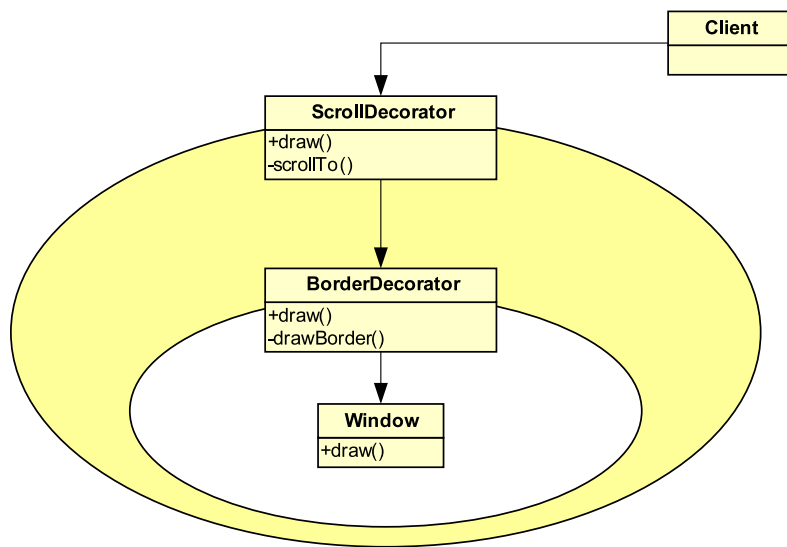 Client
ScrollDecorator
+draw()
-scrollTo()
BorderDecorator
+draw()
-drawBorder()
Window
+draw()